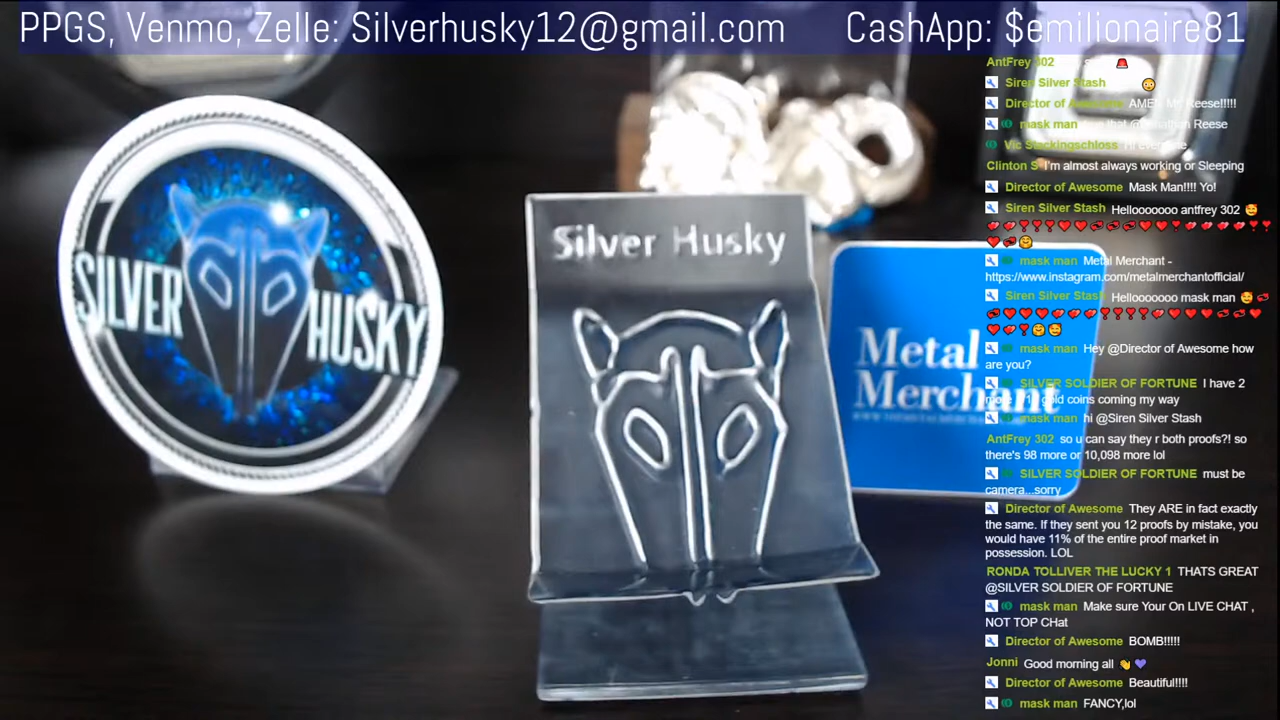 PPGS, Venmo, Zelle: Silverhusky12@gmail.com CashApp: $emilionaire81
SILVER HUSKY
Silver Husky
Metal
Merchant
AntFrey 302
Siren Silver Stash
Director of Awesome AMEN Mr Reese!!!!!
mask man that Reese
Vic Stackingschloss Hi everyone
Clinton S I'm almost always working or Sleeping
Director of Awesome Mask Man!!!! Yo!
Siren Silver Stash Hellooooooo antfrey 302 🥰
mask man Metal Merchant -
https://www.instagram.com/metalmerchantofficial/
Siren Silver Stash Hellooooooo mask man 🥰
mask man Hey @Director of Awesome how
are you?
SILVER SOLDIER OF FORTUNE I have 2
more gold coins coming my way
mask man hi @Siren Silver Stash
AntFrey 302 so u can say they r both proofs?! so
there's 98 more or 10,098 more lol
SILVER SOLDIER OF FORTUNE must be
camera...sorry
Director of Awesome They ARE in fact exactly
the same. If they sent you 12 proofs by mistake, you
would have 11% of the entire proof market in
possession. LOL
RONDA TOLLIVER THE LUCKY 1 THATS GREAT
@SILVER SOLDIER OF FORTUNE
mask man Make sure Your On LIVE CHAT ,
NOT TOP CHat
Director of Awesome BOMB!!!!!
Jonni Good morning all 👋 💜
Director of Awesome Beautiful!!!!
mask man FANCY,lol